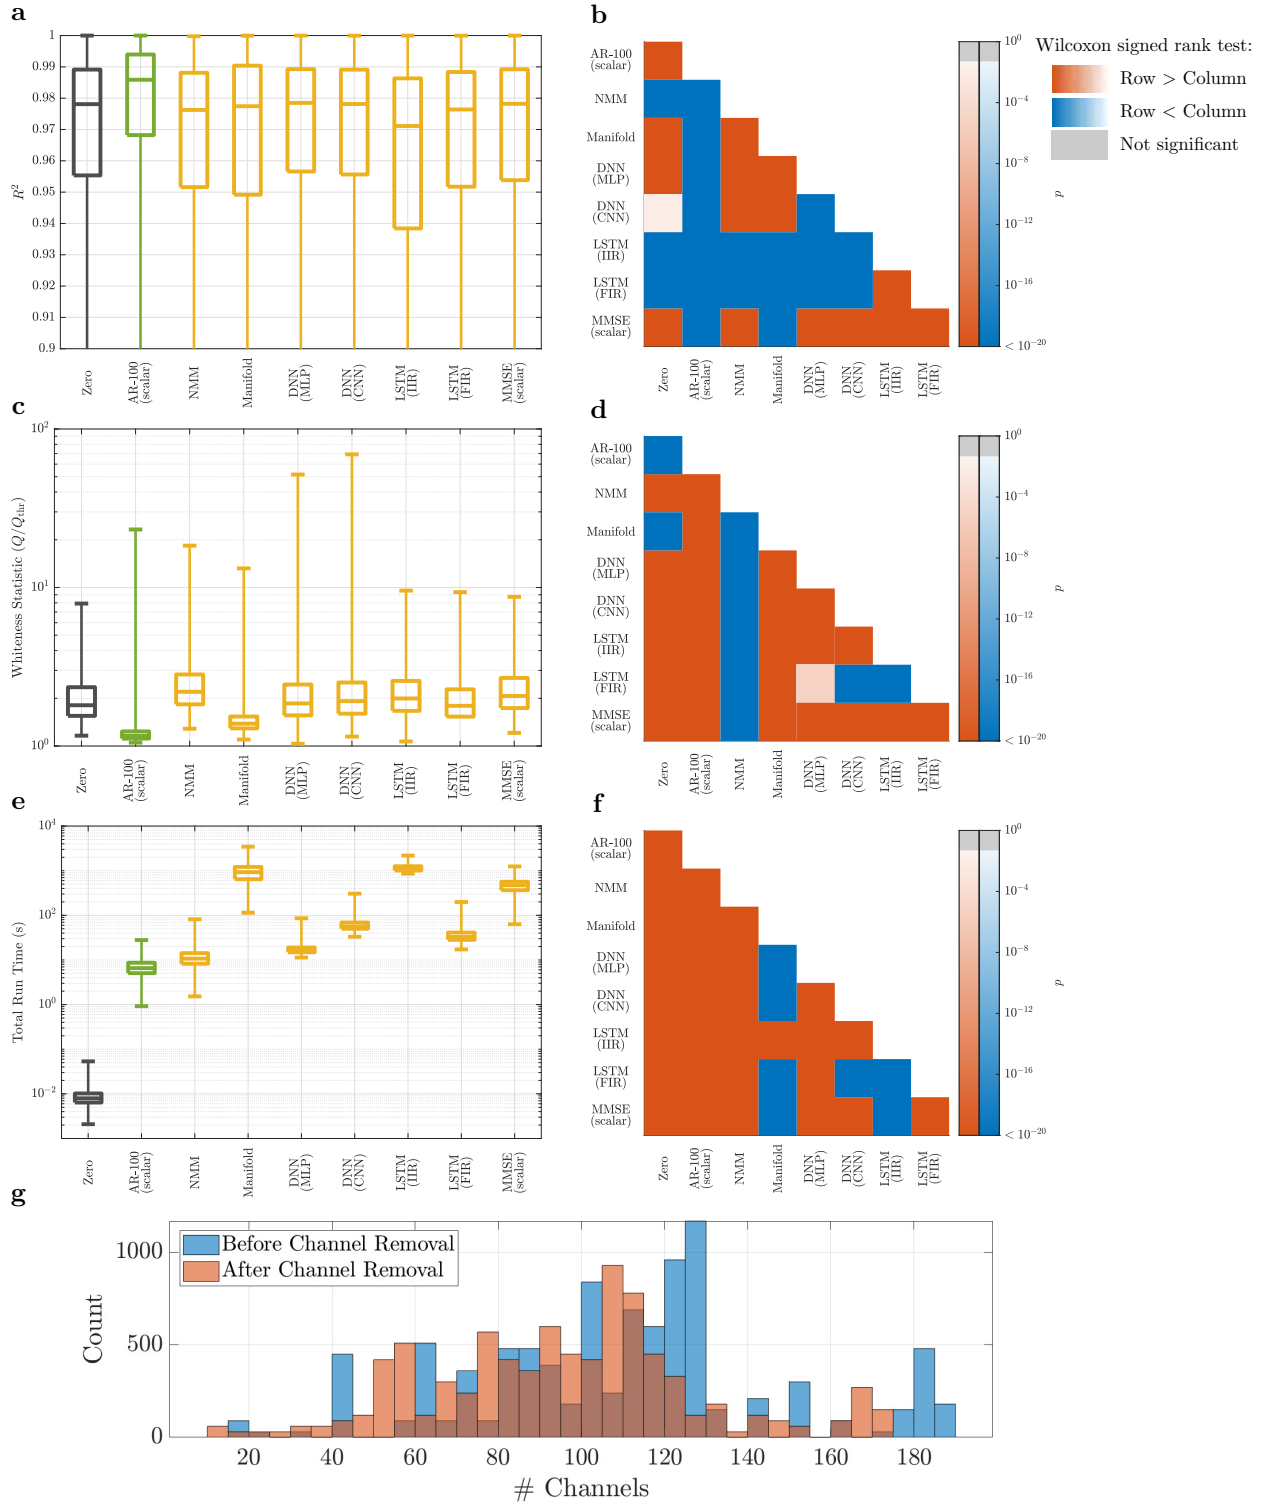 a
1
0.99
0.98
0.97
0.96
0.95
0.94
0.93
0.92
0.91
0.9
R²
Zero
AR-100
(scalar)
NMM
Manifold
DNN
(MLP)
DNN
(CNN)
LSTM
(IIR)
LSTM
(FIR)
MMSE
(scalar)
b
AR-100
(scalar)
NMM
Manifold
DNN
(MLP)
DNN
(CNN)
LSTM
(IIR)
LSTM
(FIR)
MMSE
(scalar)
Zero
AR-100
(scalar)
NMM
Manifold
DNN
(MLP)
DNN
(CNN)
LSTM
(IIR)
LSTM
(FIR)
10⁰
10⁻⁴
10⁻⁸
10⁻¹²
10⁻¹⁶
< 10⁻²⁰
p
Wilcoxon signed rank test:
Row > Column
Row < Column
Not significant
c
10²
10¹
10⁰
Whiteness Statistic (Q/Qthr)
Zero
AR-100
(scalar)
NMM
Manifold
DNN
(MLP)
DNN
(CNN)
LSTM
(IIR)
LSTM
(FIR)
MMSE
(scalar)
d
AR-100
(scalar)
NMM
Manifold
DNN
(MLP)
DNN
(CNN)
LSTM
(IIR)
LSTM
(FIR)
MMSE
(scalar)
Zero
AR-100
(scalar)
NMM
Manifold
DNN
(MLP)
DNN
(CNN)
LSTM
(IIR)
LSTM
(FIR)
10⁰
10⁻⁴
10⁻⁸
10⁻¹²
10⁻¹⁶
< 10⁻²⁰
p
e
10⁴
10²
10⁰
10⁻²
Total Run Time (s)
Zero
AR-100
(scalar)
NMM
Manifold
DNN
(MLP)
DNN
(CNN)
LSTM
(IIR)
LSTM
(FIR)
MMSE
(scalar)
f
AR-100
(scalar)
NMM
Manifold
DNN
(MLP)
DNN
(CNN)
LSTM
(IIR)
LSTM
(FIR)
MMSE
(scalar)
Zero
AR-100
(scalar)
NMM
Manifold
DNN
(MLP)
DNN
(CNN)
LSTM
(IIR)
LSTM
(FIR)
10⁰
10⁻⁴
10⁻⁸
10⁻¹²
10⁻¹⁶
< 10⁻²⁰
p
g
Before Channel Removal
After Channel Removal
1000
500
0
Count
20 40 60 80 100 120 140 160 180
# Channels